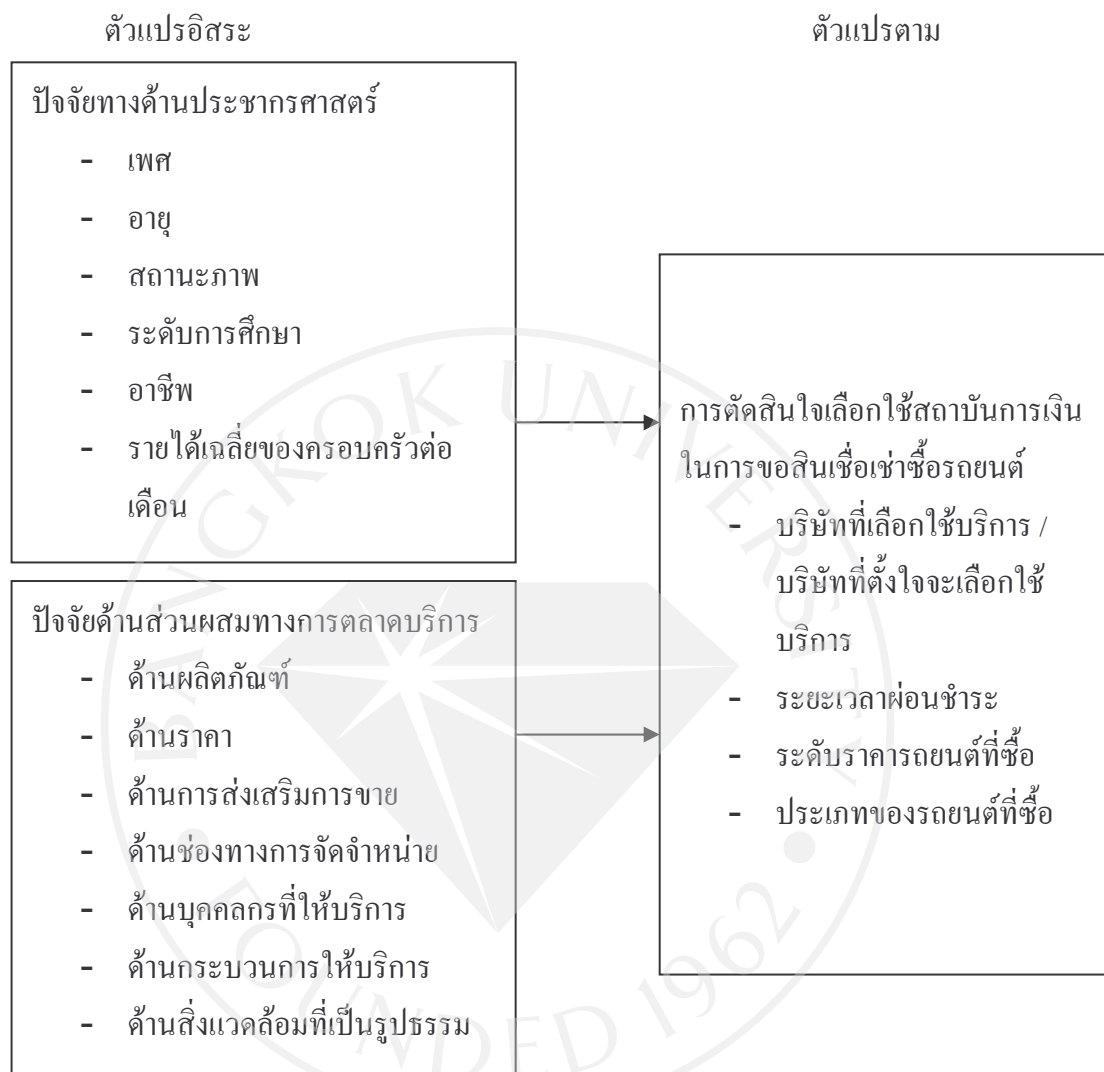 ตัวแปรอิสระ
ตัวแปรตาม
ปัจจัยทางด้านประชากรศาสตร์
- เพศ
- อายุ
- สถานะภาพ
- ระดับการศึกษา
- อาชีพ
- รายได้เฉลี่ยของครอบครัวต่อ
เดือน
ปัจจัยด้านส่วนผสมทางการตลาดบริการ
- ด้านผลิตภัณฑ์
- ด้านราคา
- ด้านการส่งเสริมการขาย
- ด้านช่องทางการจัดจำหน่าย
- ด้านบุคคลกรที่ให้บริการ
- ด้านกระบวนการให้บริการ
- ด้านสิ่งแวดล้อมที่เป็นรูปธรรม
การตัดสินใจเลือกใช้สถาบันการเงิน
ในการขอสินเชื่อเช่าซื้อรถยนต์
- บริษัทที่เลือกใช้บริการ /
บริษัทที่ตั้งใจจะเลือกใช้
บริการ
- ระยะเวลาผ่อนชำระ
- ระดับราคารถยนต์ที่ซื้อ
- ประเภทของรถยนต์ที่ซื้อ
BANGKOK UNIVERSITY
FOUNDED 1962